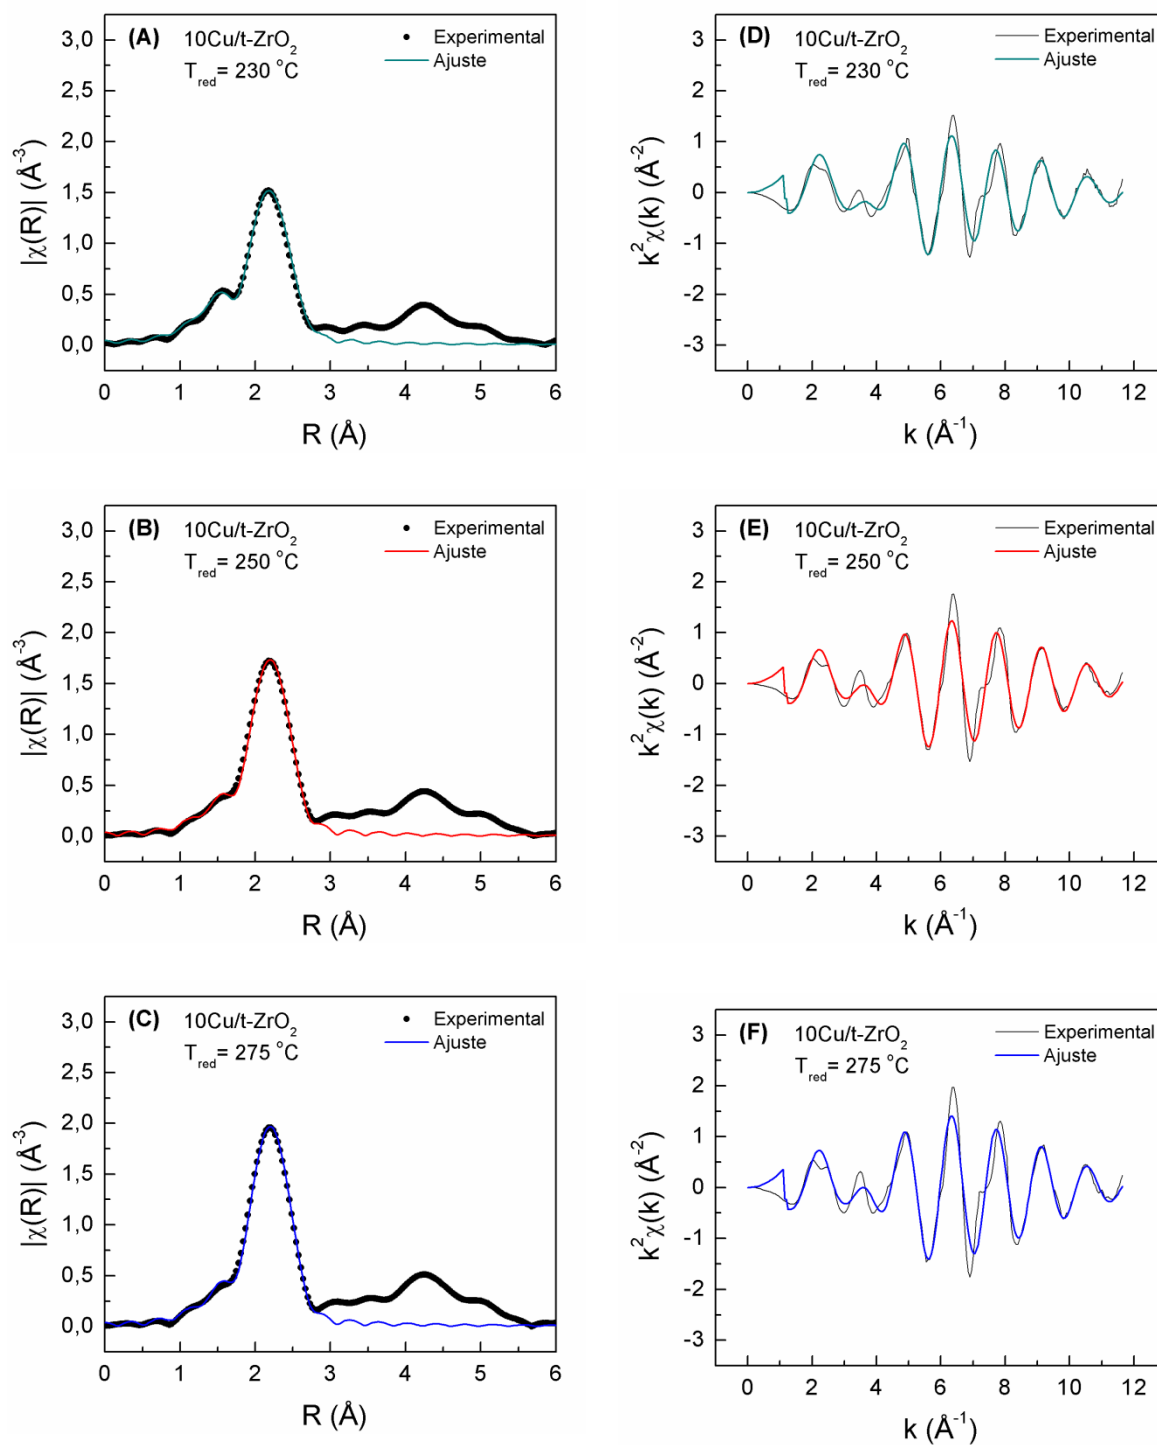 (A) 10Cu/t-ZrO₂
T_red= 230 °C
Experimental
Ajuste
3,0
2,5
2,0
1,5
1,0
0,5
0,0
|χ(R)| (Å⁻³)
0 1 2 3 4 5 6
R (Å)
(D) 10Cu/t-ZrO₂
T_red= 230 °C
Experimental
Ajuste
3
2
1
0
-1
-2
-3
k²χ(k) (Å⁻²)
0 2 4 6 8 10 12
k (Å⁻¹)
(B) 10Cu/t-ZrO₂
T_red= 250 °C
Experimental
Ajuste
3,0
2,5
2,0
1,5
1,0
0,5
0,0
|χ(R)| (Å⁻³)
0 1 2 3 4 5 6
R (Å)
(E) 10Cu/t-ZrO₂
T_red= 250 °C
Experimental
Ajuste
3
2
1
0
-1
-2
-3
k²χ(k) (Å⁻²)
0 2 4 6 8 10 12
k (Å⁻¹)
(C) 10Cu/t-ZrO₂
T_red= 275 °C
Experimental
Ajuste
3,0
2,5
2,0
1,5
1,0
0,5
0,0
|χ(R)| (Å⁻³)
0 1 2 3 4 5 6
R (Å)
(F) 10Cu/t-ZrO₂
T_red= 275 °C
Experimental
Ajuste
3
2
1
0
-1
-2
-3
k²χ(k) (Å⁻²)
0 2 4 6 8 10 12
k (Å⁻¹)